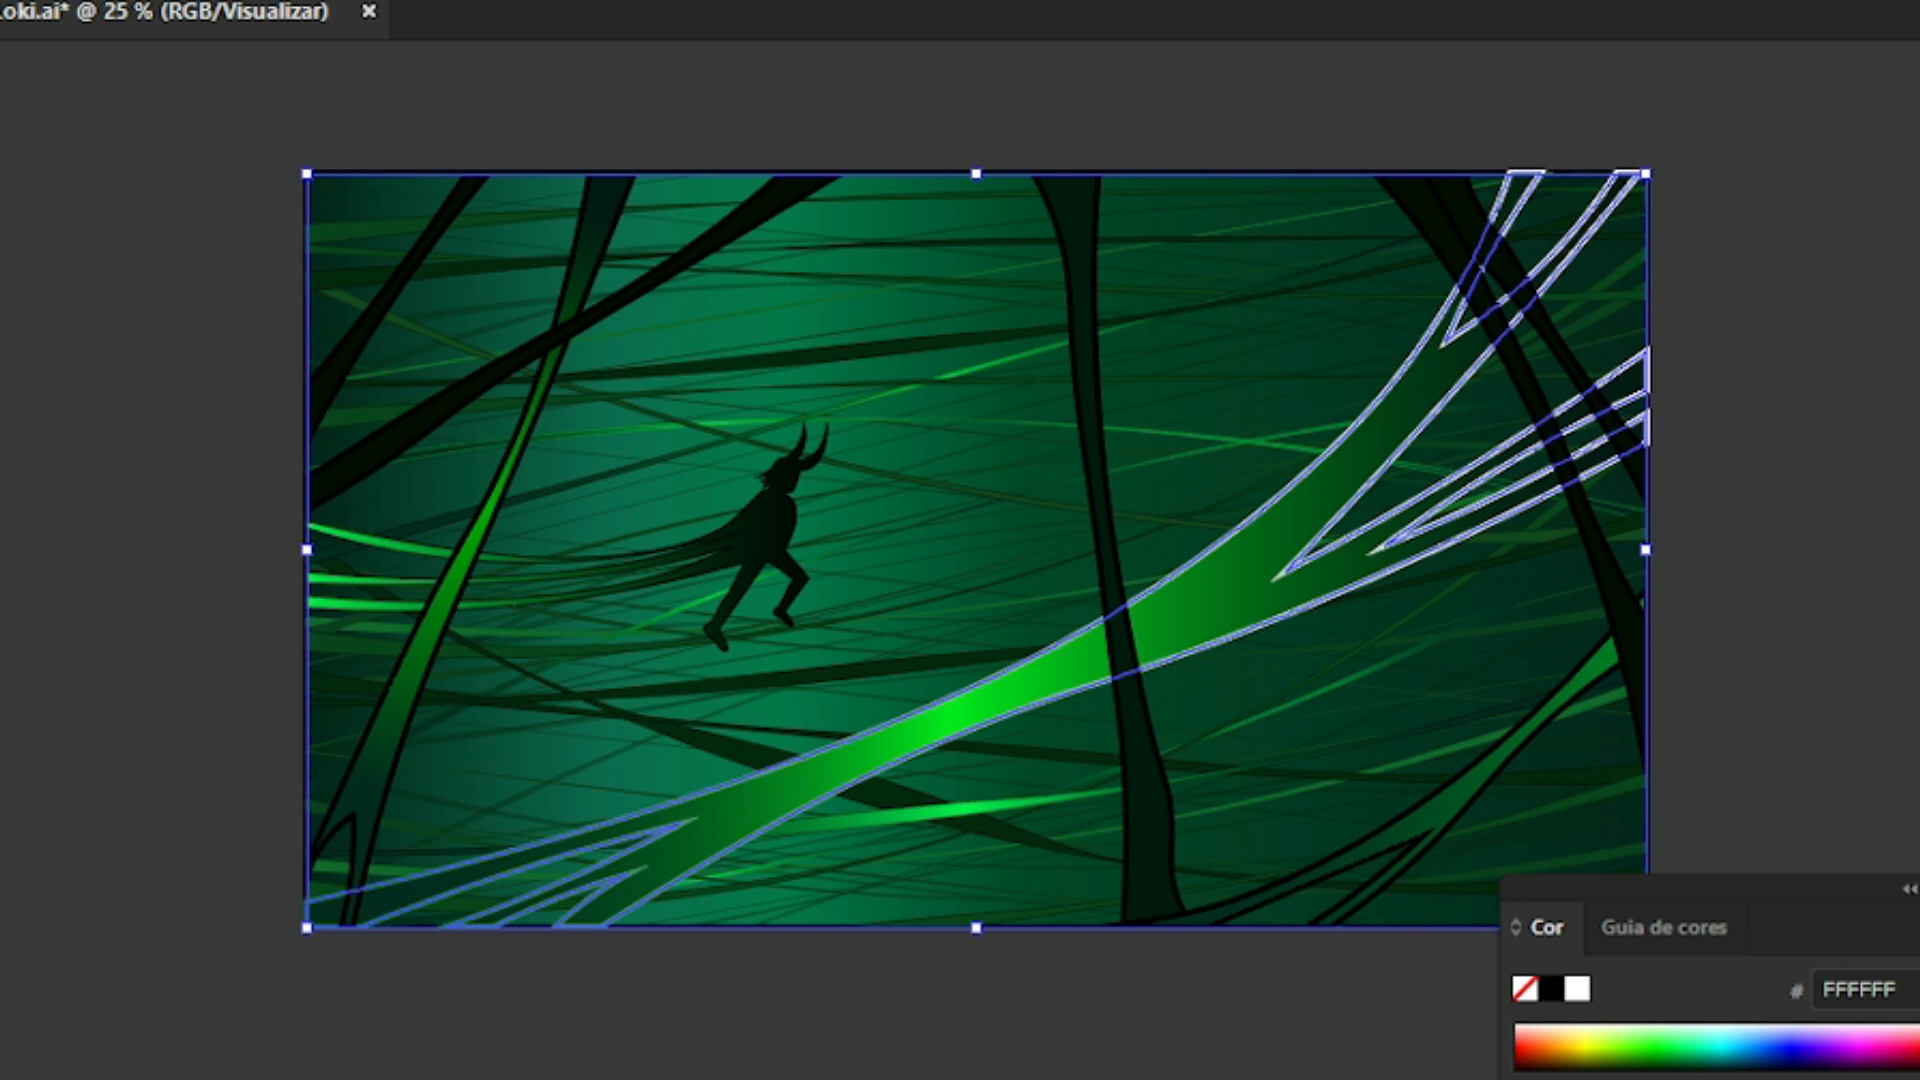 oki.ai* @ 25 % (RGB/Visualizar) ×
Cor Guia de cores
# FFFFFF